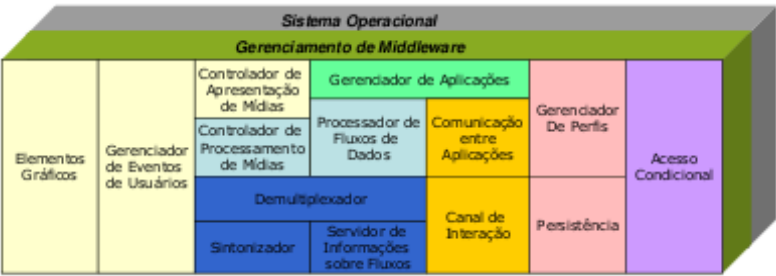 Sistema Operacional
Gerenciamento de Middleware
Elementos
Gráficos
Gerenciador
de Eventos
de Usuários
Controlador de
Apresentação
de Mídias
Controlador de
Processamento
de Mídias
Gerenciador de Aplicações
Processador de
Fluxos de
Dados
Comunicação
entre
Aplicações
Demultiplexador
Sintonizador
Servidor de
Informações
sobre Fluxos
Canal de
Interação
Gerenciador
De Perfis
Persistência
Acesso
Condicional